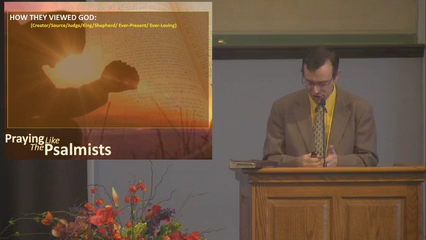 HOW THEY VIEWED GOD:
[Creator/Source/Judge/King/Shepherd/ Ever-Present/ Ever-Loving]
Praying Like
The Psalmists